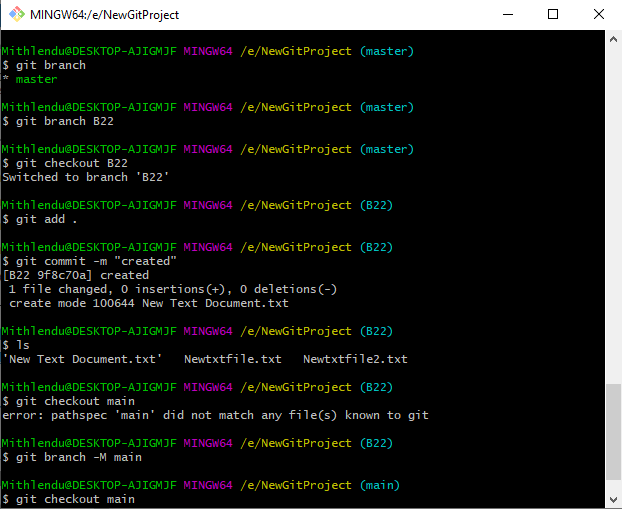 MINGW64:/e/NewGitProject
Mithlendu@DESKTOP-AJIGMJF MINGW64 /e/NewGitProject (master)
$ git branch
* master
Mithlendu@DESKTOP-AJIGMJF MINGW64 /e/NewGitProject (master)
$ git branch B22
Mithlendu@DESKTOP-AJIGMJF MINGW64 /e/NewGitProject (master)
$ git checkout B22
Switched to branch 'B22'
Mithlendu@DESKTOP-AJIGMJF MINGW64 /e/NewGitProject (B22)
$ git add .
Mithlendu@DESKTOP-AJIGMJF MINGW64 /e/NewGitProject (B22)
$ git commit -m "created"
[B22 9f8c70a] created
1 file changed, 0 insertions(+), 0 deletions(-)
create mode 100644 New Text Document.txt
Mithlendu@DESKTOP-AJIGMJF MINGW64 /e/NewGitProject (B22)
$ ls
'New Text Document.txt'   Newtxtfile.txt   Newtxtfile2.txt
Mithlendu@DESKTOP-AJIGMJF MINGW64 /e/NewGitProject (B22)
$ git checkout main
error: pathspec 'main' did not match any file(s) known to git
Mithlendu@DESKTOP-AJIGMJF MINGW64 /e/NewGitProject (B22)
$ git branch -M main
Mithlendu@DESKTOP-AJIGMJF MINGW64 /e/NewGitProject (main)
$ git checkout main